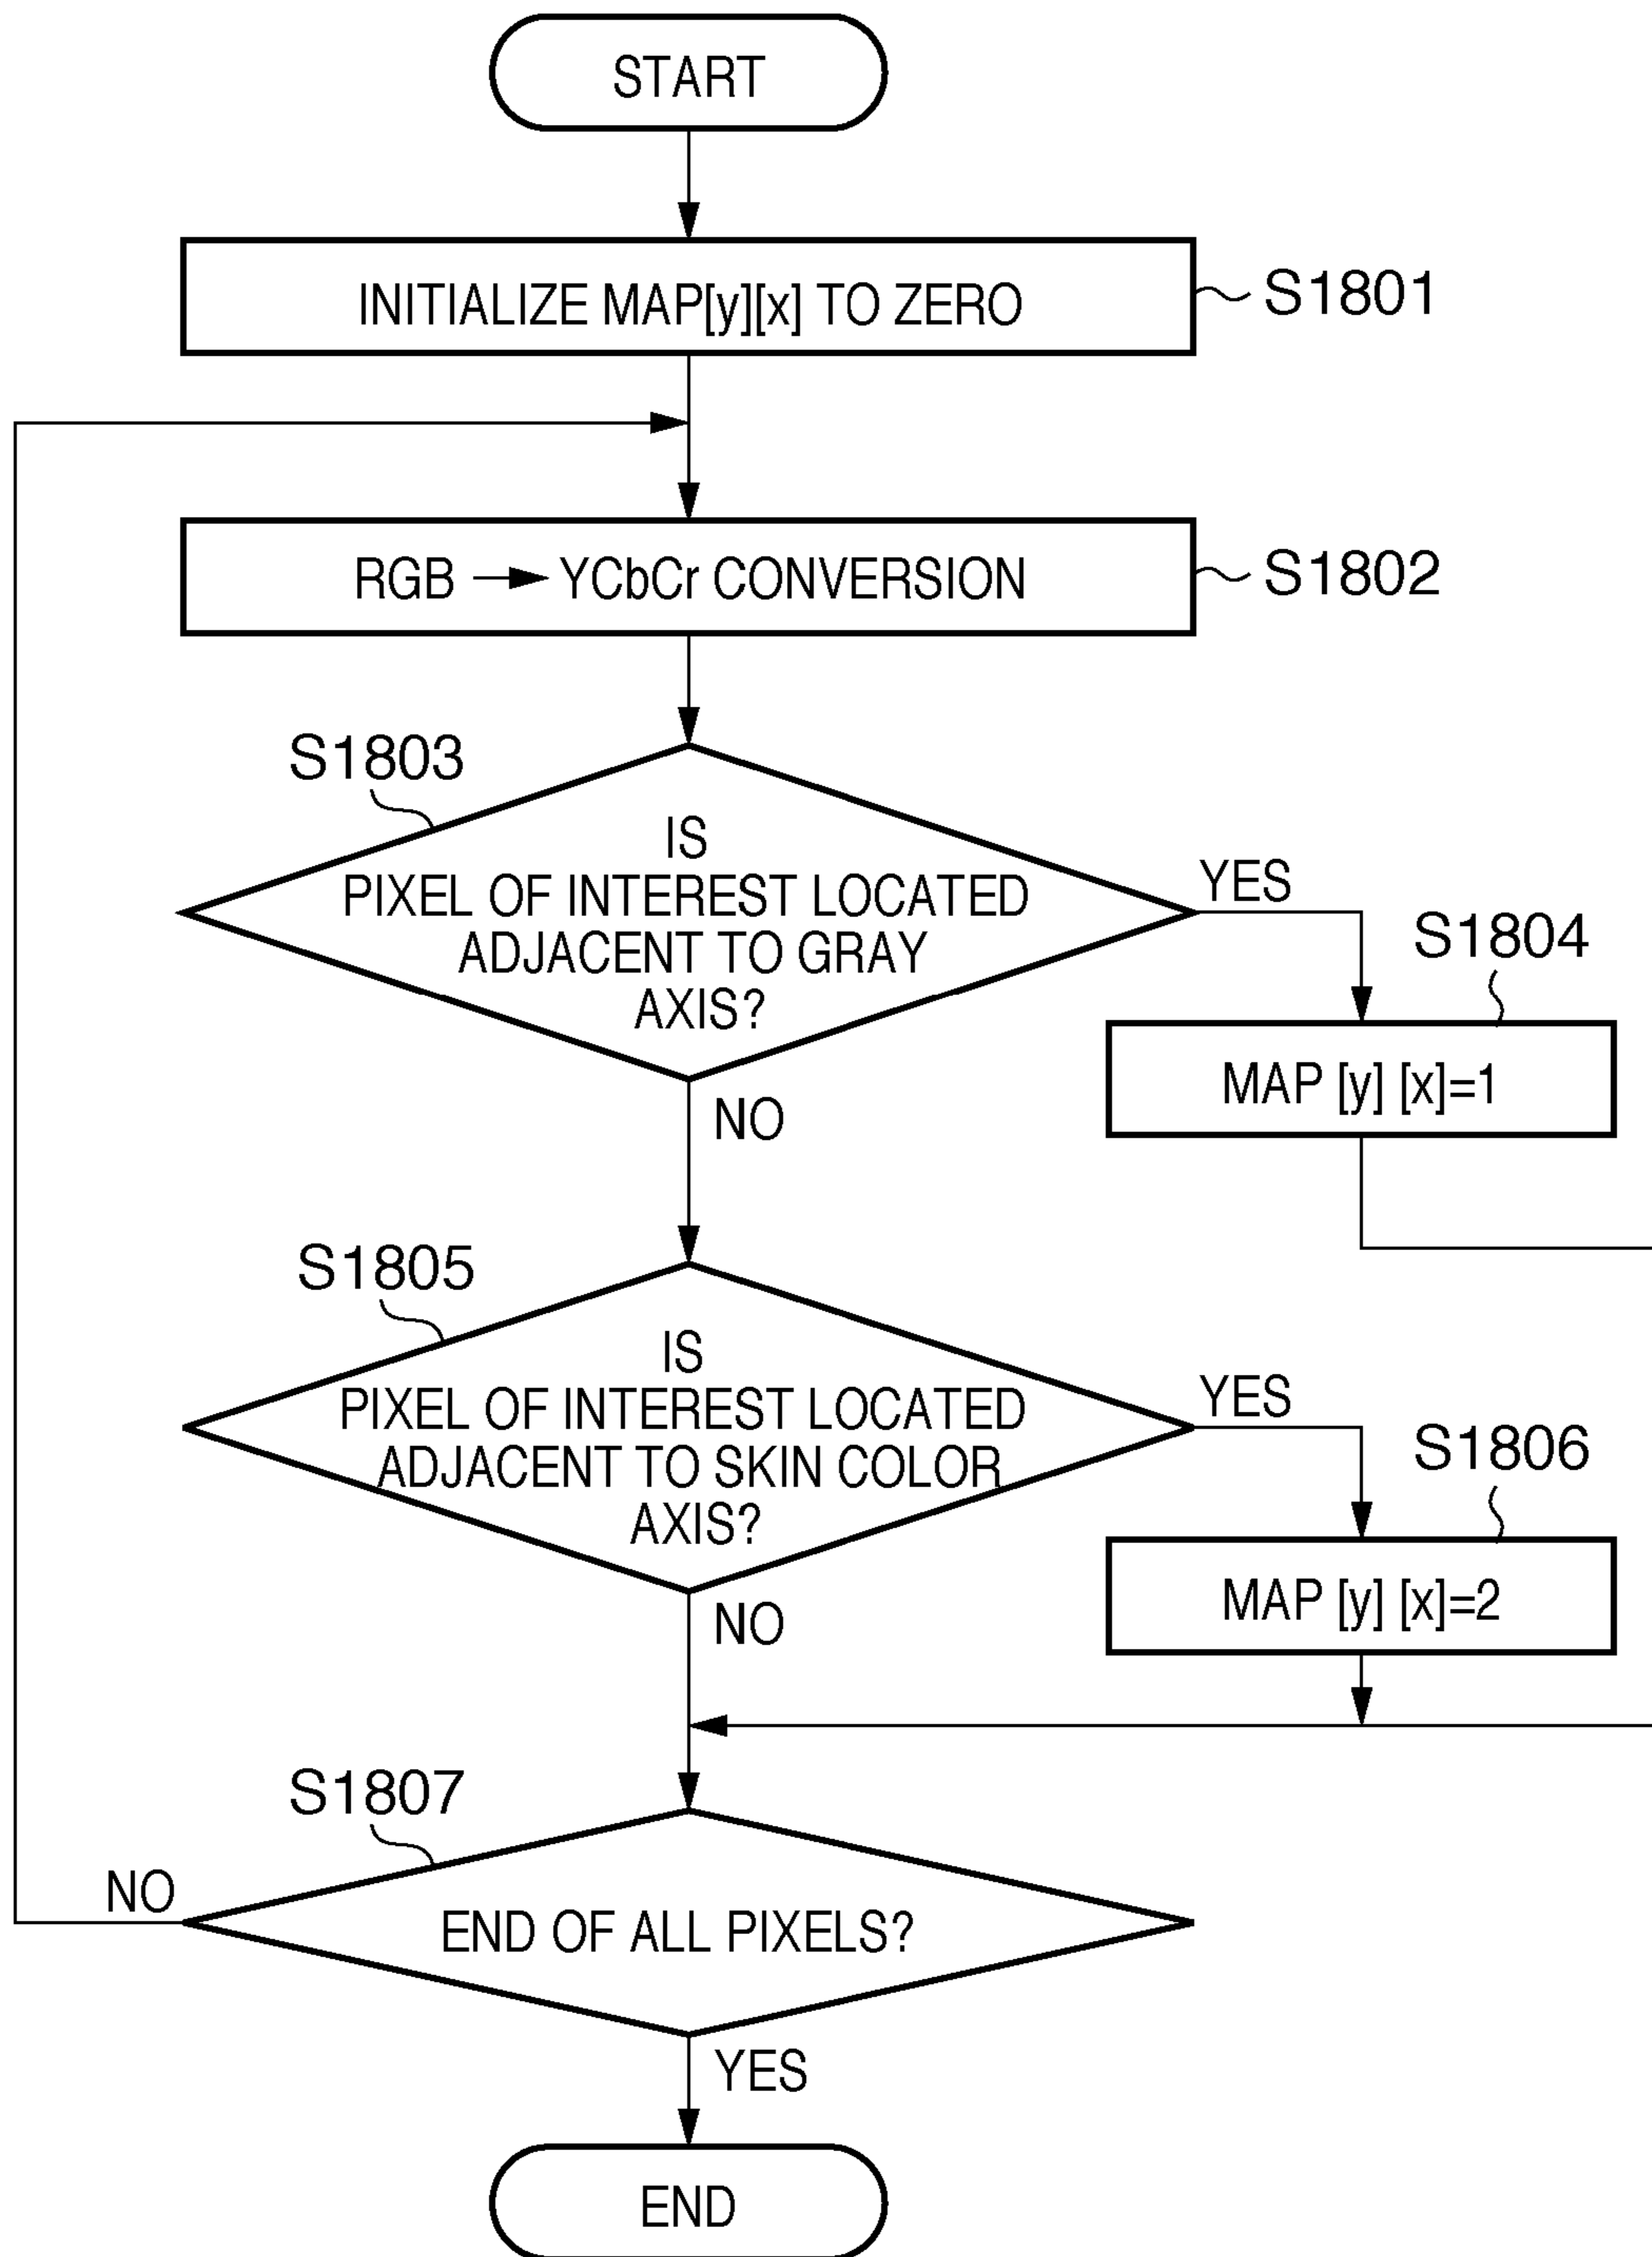 START
INITIALIZE MAP[y][x] TO ZERO
S1801
RGB → YCbCr CONVERSION
S1802
S1803
IS
PIXEL OF INTEREST LOCATED
ADJACENT TO GRAY
AXIS?
YES
S1804
MAP [y] [x]=1
NO
S1805
IS
PIXEL OF INTEREST LOCATED
ADJACENT TO SKIN COLOR
AXIS?
YES
S1806
MAP [y] [x]=2
NO
S1807
NO
END OF ALL PIXELS?
YES
END